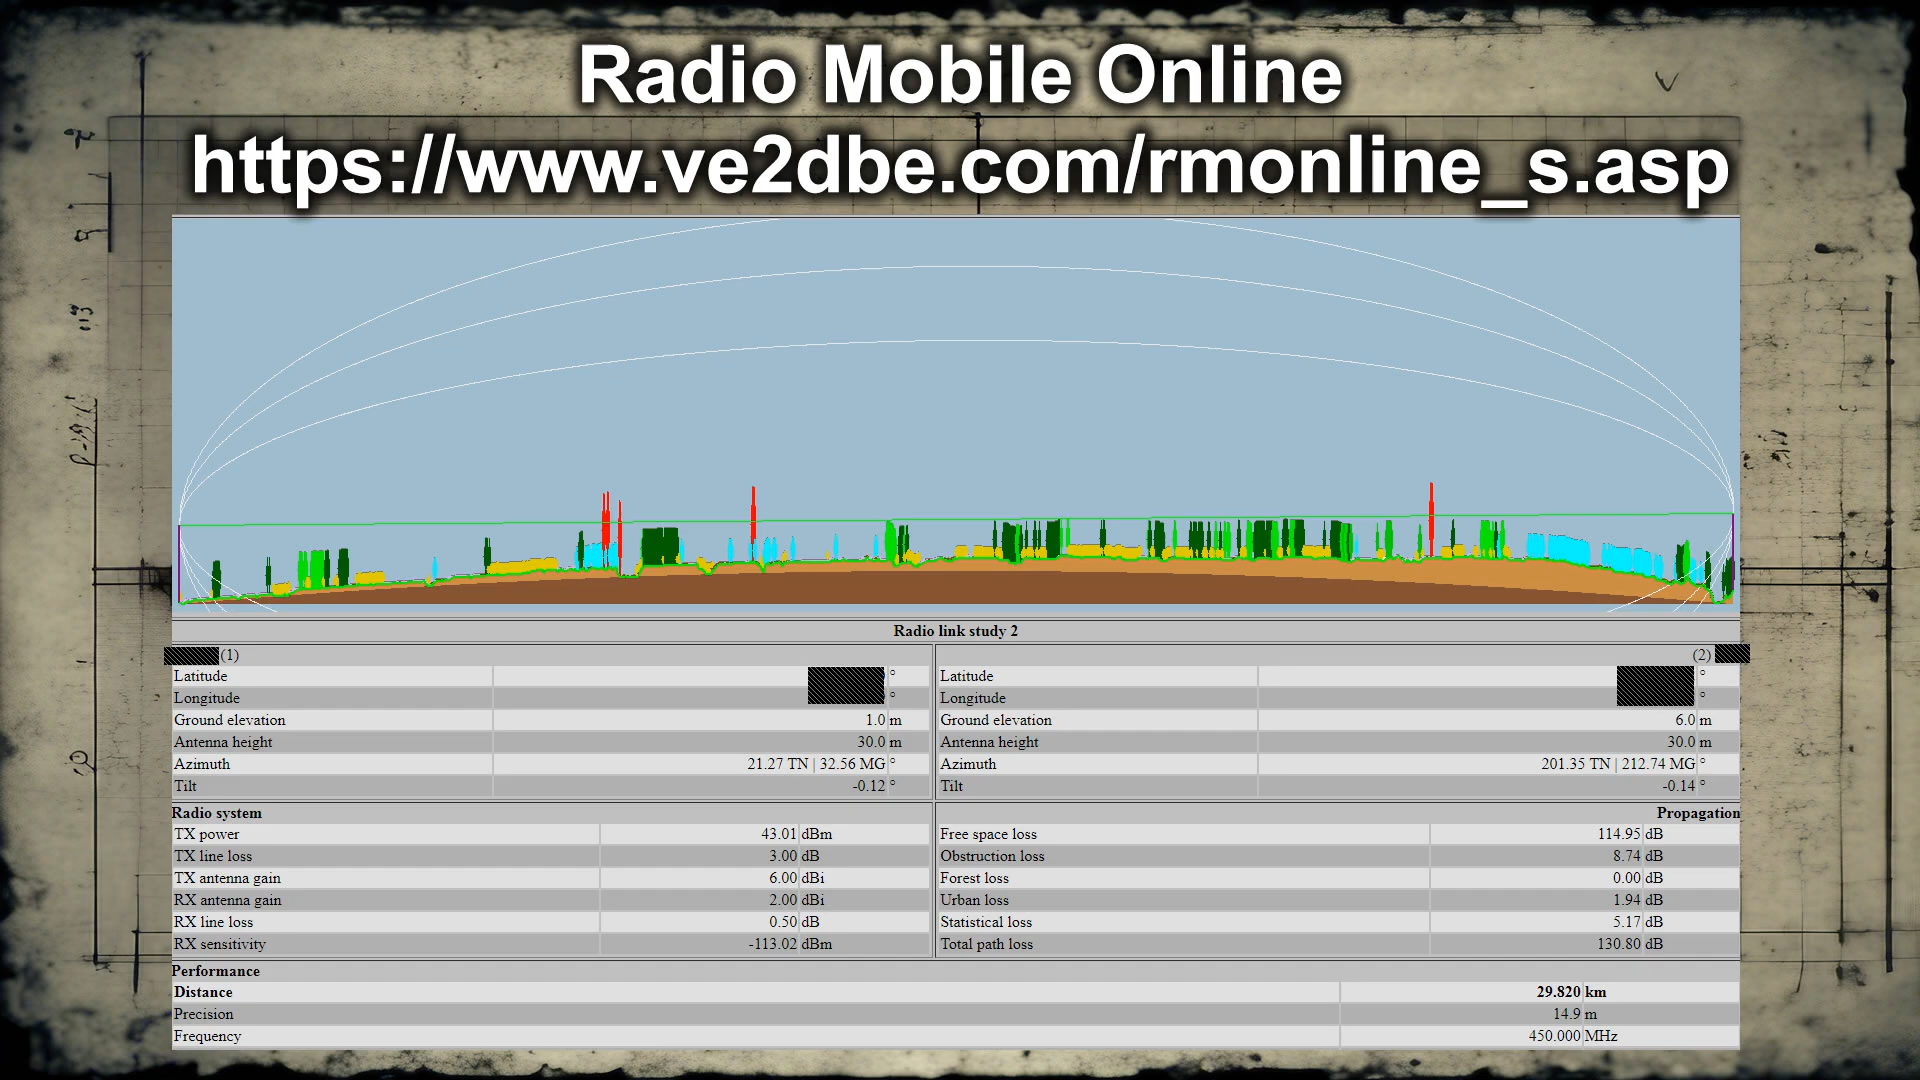 Radio Mobile Online
https://www.ve2dbe.com/rmonline_s.asp
Radio link study 2
(1)
Latitude °
Longitude °
Ground elevation 1.0 m
Antenna height 30.0 m
Azimuth 21.27 TN | 32.56 MG °
Tilt -0.12 °
(2)
Latitude °
Longitude °
Ground elevation 6.0 m
Antenna height 30.0 m
Azimuth 201.35 TN | 212.74 MG °
Tilt -0.14 °
Radio system
TX power 43.01 dBm
TX line loss 3.00 dB
TX antenna gain 6.00 dBi
RX antenna gain 2.00 dBi
RX line loss 0.50 dB
RX sensitivity -113.02 dBm
Propagation
Free space loss 114.95 dB
Obstruction loss 8.74 dB
Forest loss 0.00 dB
Urban loss 1.94 dB
Statistical loss 5.17 dB
Total path loss 130.80 dB
Performance
Distance 29.820 km
Precision 14.9 m
Frequency 450.000 MHz